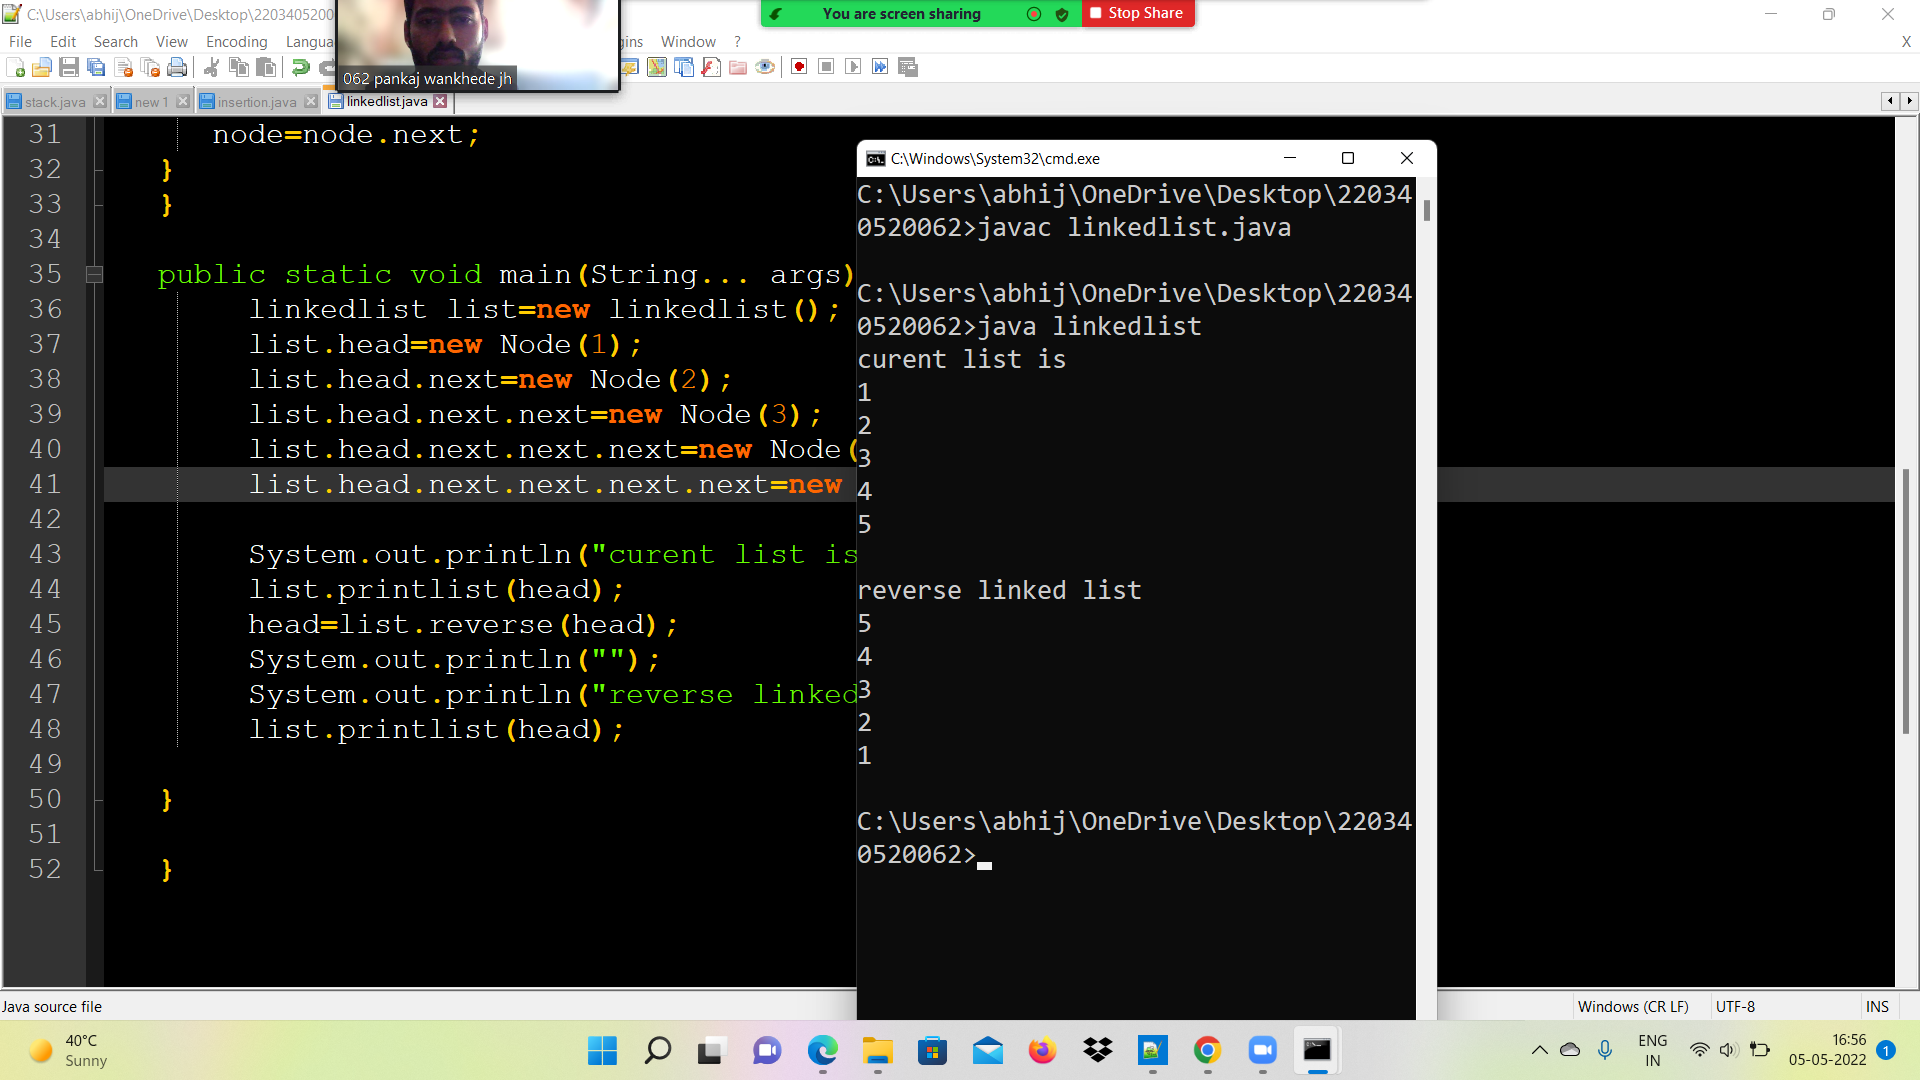 C:\Users\abhij\OneDrive\Desktop\2203405200
You are screen sharing
Stop Share
File Edit Search View Encoding Langua
gins Window ?
X
062 pankaj wankhede jh
stack.java
new 1
insertion.java
linkedlist.java
31 node=node.next;
32 }
33 }
34
35 public static void main(String... args)
36 linkedlist list=new linkedlist();
37 list.head=new Node(1);
38 list.head.next=new Node(2);
39 list.head.next.next=new Node(3);
40 list.head.next.next.next=new Node(
41 list.head.next.next.next.next=new
42
43 System.out.println("curent list is
44 list.printlist(head);
45 head=list.reverse(head);
46 System.out.println("");
47 System.out.println("reverse linked
48 list.printlist(head);
49
50 }
51
52 }
C:\Windows\System32\cmd.exe
C:\Users\abhij\OneDrive\Desktop\22034
0520062>javac linkedlist.java
C:\Users\abhij\OneDrive\Desktop\22034
0520062>java linkedlist
curent list is
1
2
3
4
5
reverse linked list
5
4
3
2
1
C:\Users\abhij\OneDrive\Desktop\22034
0520062>
Java source file
Windows (CR LF)
UTF-8
INS
40°C
Sunny
ENG
IN
16:56
05-05-2022
1